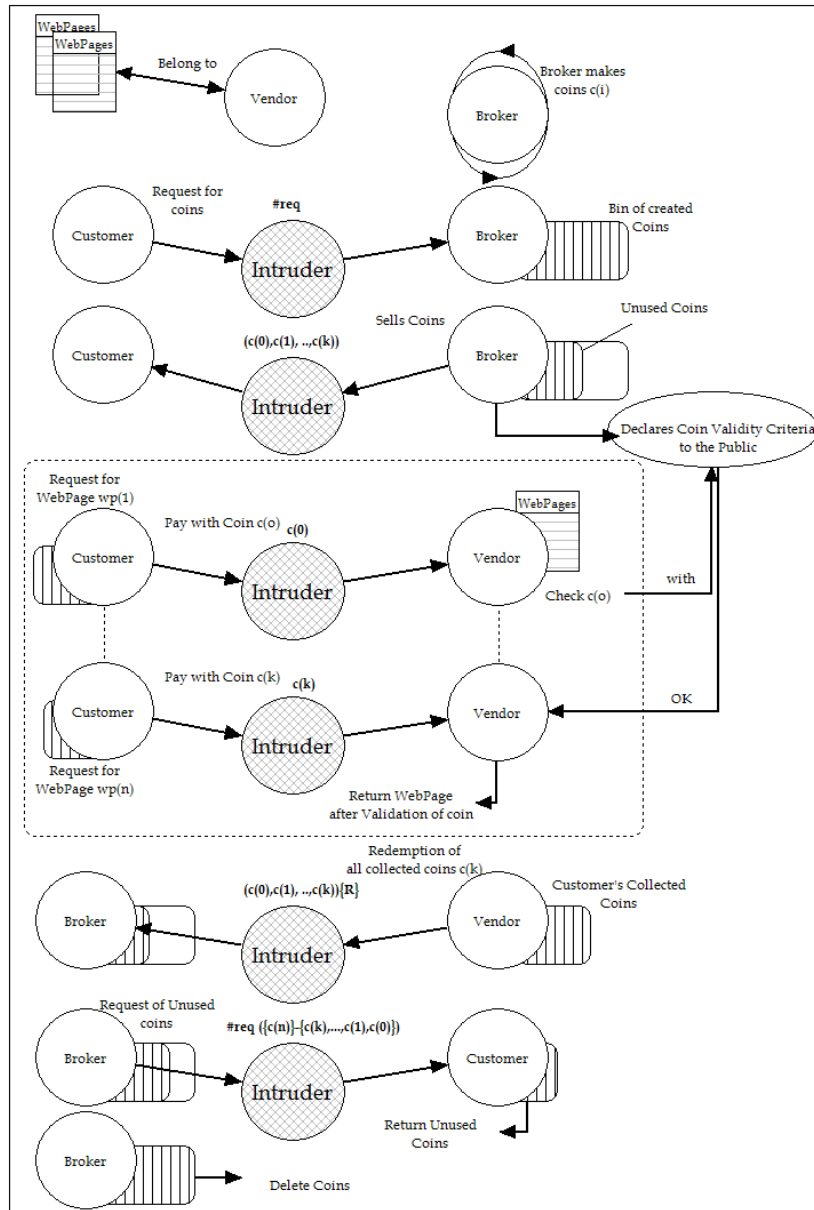 WebPages
WebPages
Belong to
Vendor
Broker makes
coins c(i)
Broker
Request for
coins
#req
Customer
Intruder
Broker
Bin of created
Coins
Sells Coins
Unused Coins
(c(0),c(1), ..,c(k))
Customer
Intruder
Broker
Declares Coin Validity Criteria
to the Public
Request for
WebPage wp(1)
Pay with Coin c(o)
c(0)
WebPages
Customer
Intruder
Vendor
Check c(o)
with
Pay with Coin c(k)
c(k)
Customer
Intruder
Vendor
OK
Request for
WebPage wp(n)
Return WebPage
after Validation of coin
Redemption of
all collected coins c(k)
(c(0),c(1), ..,c(k)){R}
Customer's Collected
Coins
Broker
Intruder
Vendor
Request of Unused
coins
#req ({c(n)}-{c(k),...,c(1),c(0)})
Broker
Intruder
Customer
Return Unused
Coins
Broker
Delete Coins